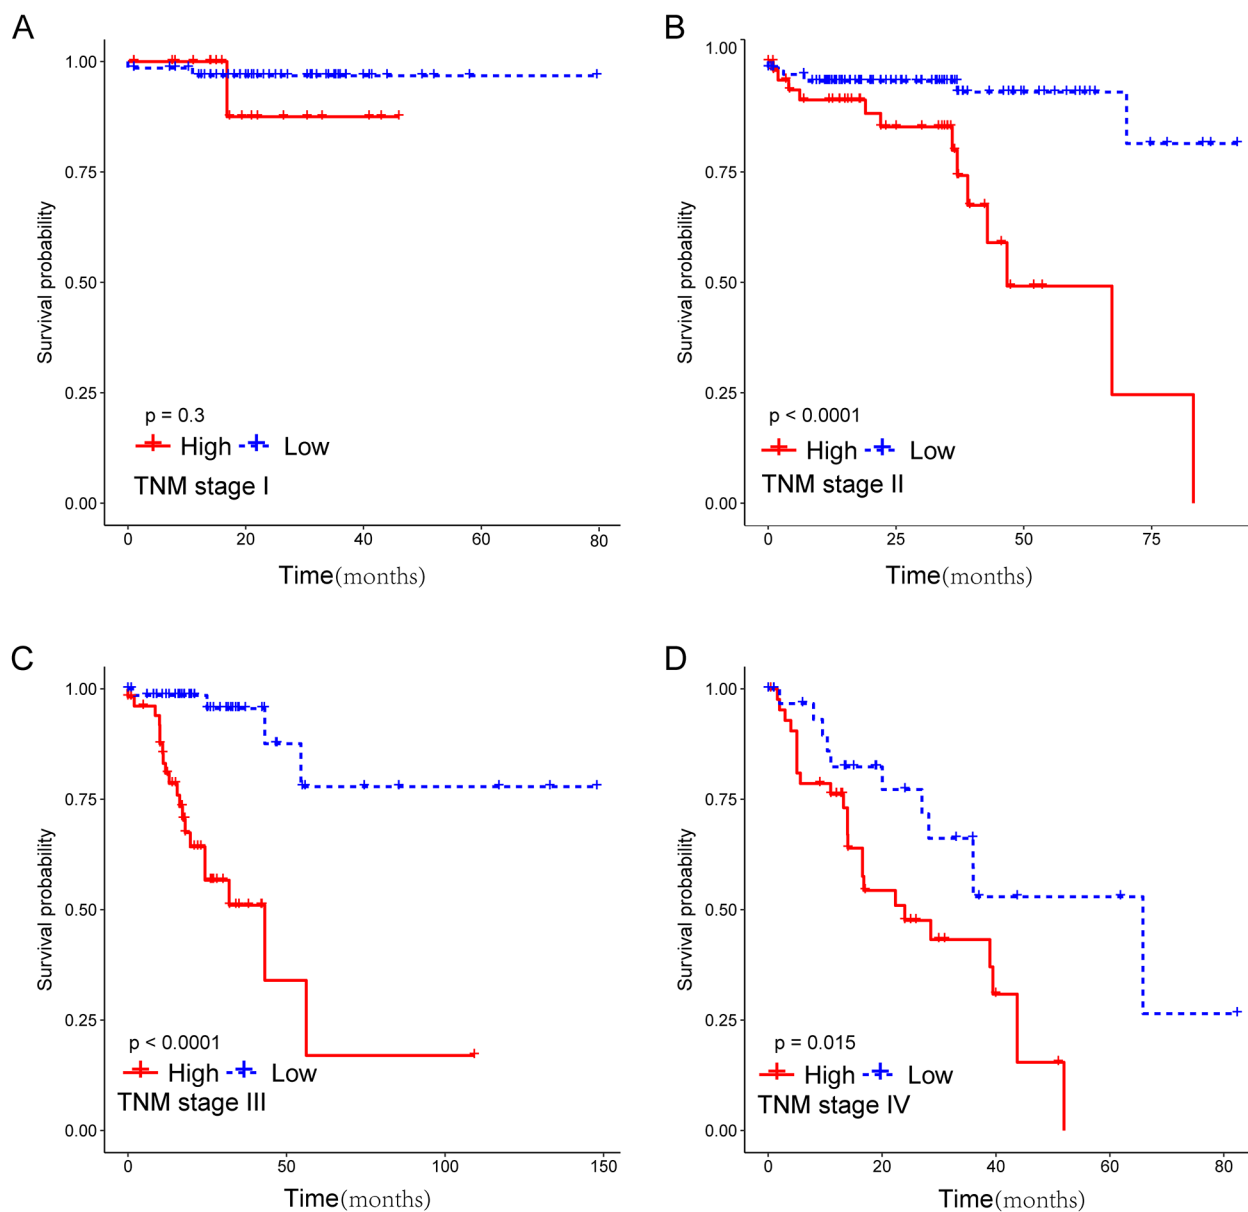 A
1.00
0.75
0.50
0.25
0.00
Survival probability
p = 0.3
High Low
TNM stage I
0 20 40 60 80
Time(months)
B
1.00
0.75
0.50
0.25
0.00
Survival probability
p < 0.0001
High Low
TNM stage II
0 25 50 75
Time(months)
C
1.00
0.75
0.50
0.25
0.00
Survival probability
p < 0.0001
High Low
TNM stage III
0 50 100 150
Time(months)
D
1.00
0.75
0.50
0.25
0.00
Survival probability
p = 0.015
High Low
TNM stage IV
0 20 40 60 80
Time(months)